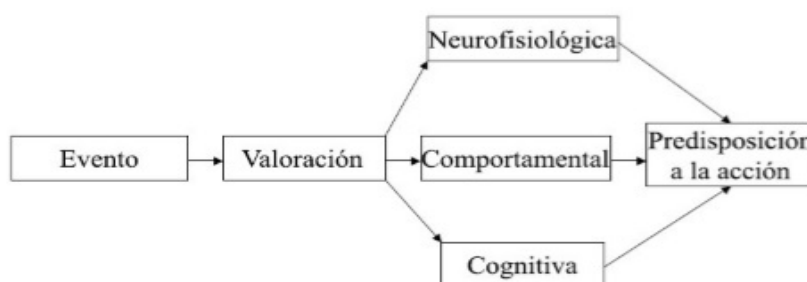 Neurofisiológica
Evento
Valoración
Comportamental
Predisposición
a la acción
Cognitiva